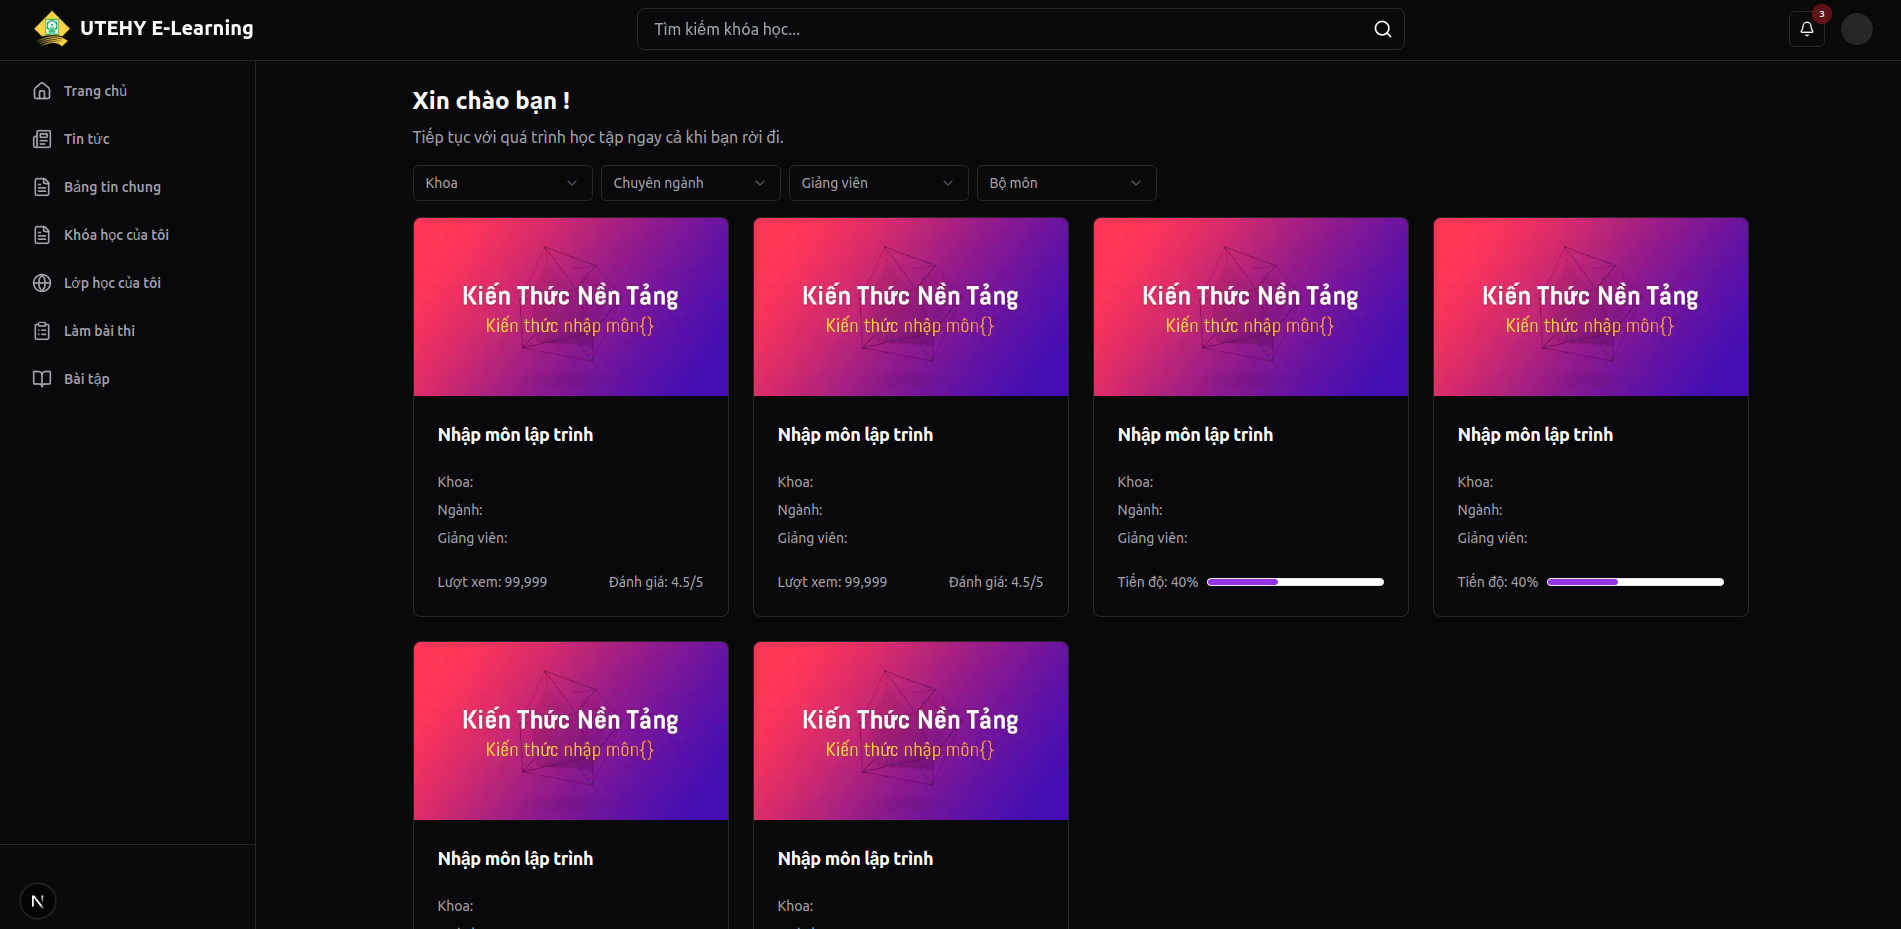 UTEHY E-Learning
Tìm kiếm khóa học...
3
Trang chủ
Tin tức
Bảng tin chung
Khóa học của tôi
Lớp học của tôi
Làm bài thi
Bài tập
N
Xin chào bạn !
Tiếp tục với quá trình học tập ngay cả khi bạn rời đi.
Khoa
Chuyên ngành
Giảng viên
Bộ môn
Kiến Thức Nền Tảng
Kiến thức nhập môn{}
Nhập môn lập trình
Khoa:
Ngành:
Giảng viên:
Lượt xem: 99,999
Đánh giá: 4.5/5
Kiến Thức Nền Tảng
Kiến thức nhập môn{}
Nhập môn lập trình
Khoa:
Ngành:
Giảng viên:
Lượt xem: 99,999
Đánh giá: 4.5/5
Kiến Thức Nền Tảng
Kiến thức nhập môn{}
Nhập môn lập trình
Khoa:
Ngành:
Giảng viên:
Tiến độ: 40%
Kiến Thức Nền Tảng
Kiến thức nhập môn{}
Nhập môn lập trình
Khoa:
Ngành:
Giảng viên:
Tiến độ: 40%
Kiến Thức Nền Tảng
Kiến thức nhập môn{}
Nhập môn lập trình
Khoa:
Kiến Thức Nền Tảng
Kiến thức nhập môn{}
Nhập môn lập trình
Khoa: